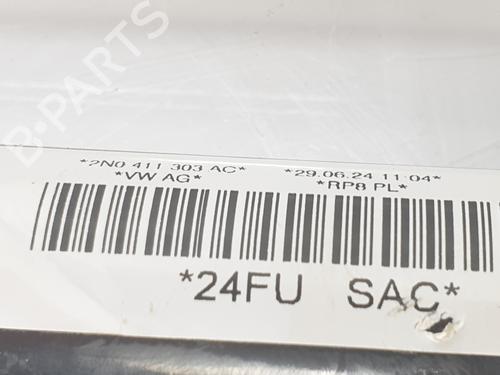 B-PARTS
*2N0 411 303 AC* *29.06.24 11:04*
*VW AG* *RP8 PL*
*24FU SAC*